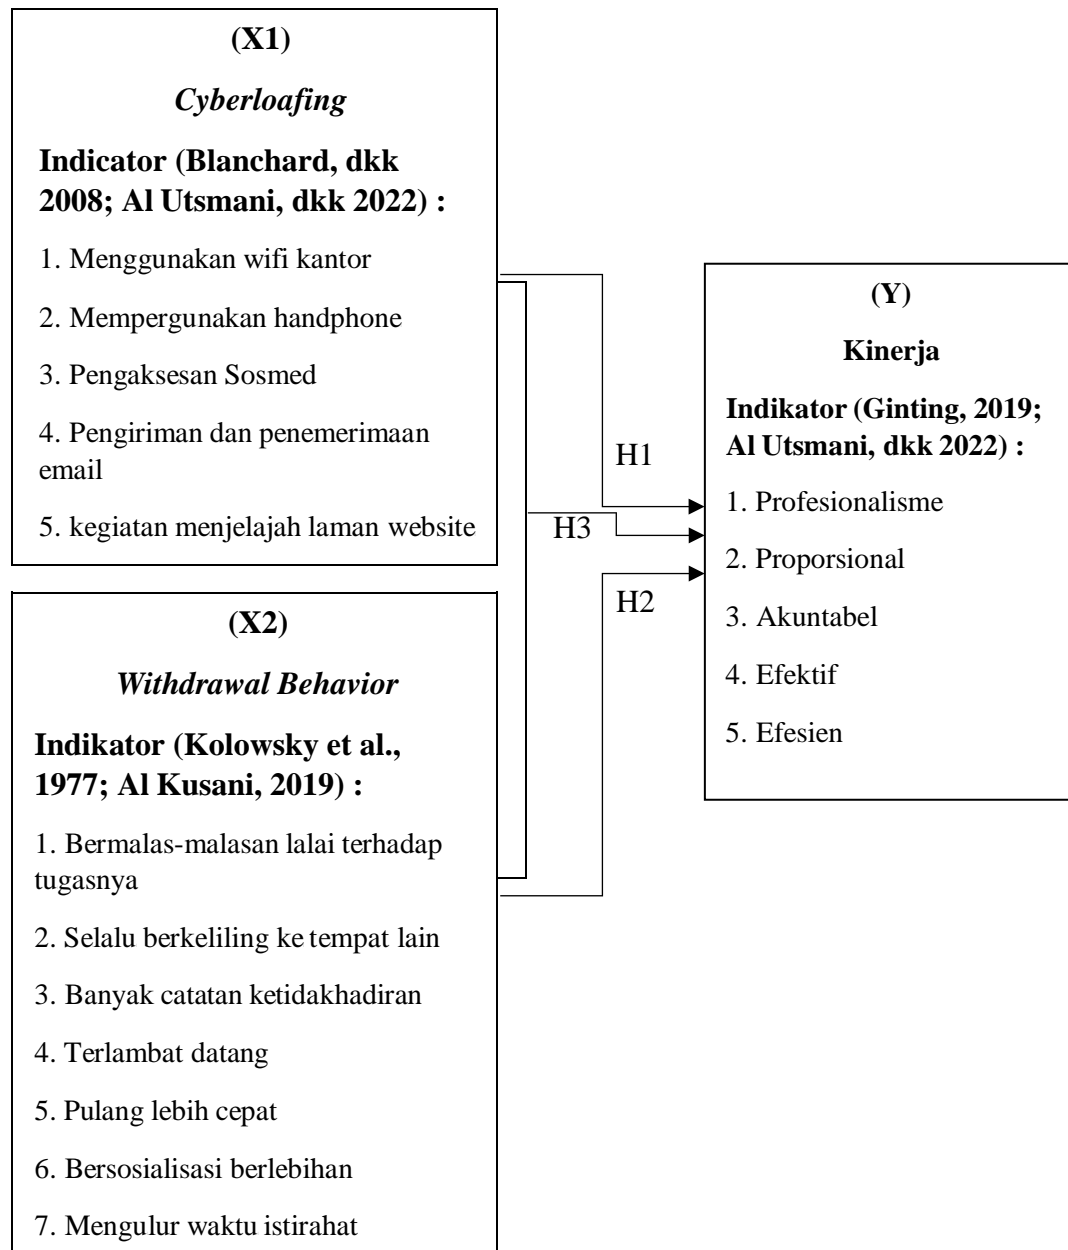 (X1)
Cyberloafing
Indicator (Blanchard, dkk
2008; Al Utsmani, dkk 2022) :
1. Menggunakan wifi kantor
2. Mempergunakan handphone
3. Pengaksesan Sosmed
4. Pengiriman dan penemerimaan
email
5. kegiatan menjelajah laman website
(X2)
Withdrawal Behavior
Indikator (Kolowsky et al.,
1977; Al Kusani, 2019) :
1. Bermalas-malasan lalai terhadap
tugasnya
2. Selalu berkeliling ke tempat lain
3. Banyak catatan ketidakhadiran
4. Terlambat datang
5. Pulang lebih cepat
6. Bersosialisasi berlebihan
7. Mengulur waktu istirahat
H1
H3
H2
(Y)
Kinerja
Indikator (Ginting, 2019;
Al Utsmani, dkk 2022) :
1. Profesionalisme
2. Proporsional
3. Akuntabel
4. Efektif
5. Efesien